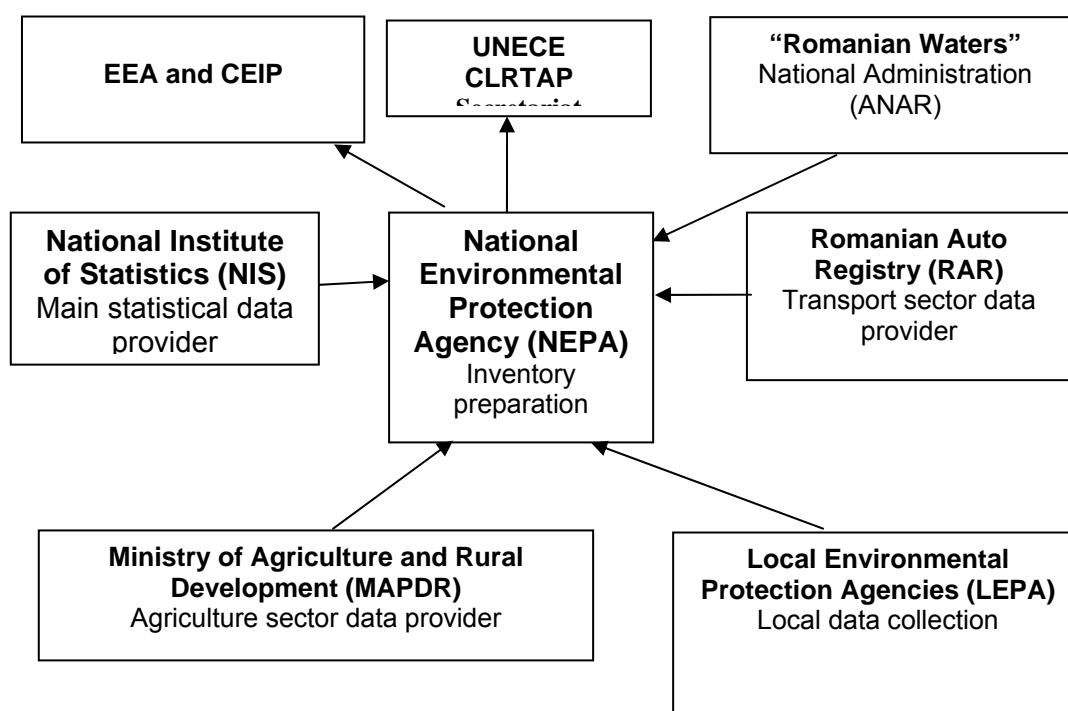 EEA and CEIP
UNECE
CLRTAP
Secretariat
“Romanian Waters”
National Administration
(ANAR)
National Institute
of Statistics (NIS)
Main statistical data
provider
National
Environmental
Protection
Agency (NEPA)
Inventory
preparation
Romanian Auto
Registry (RAR)
Transport sector data
provider
Ministry of Agriculture and Rural
Development (MAPDR)
Agriculture sector data provider
Local Environmental
Protection Agencies (LEPA)
Local data collection